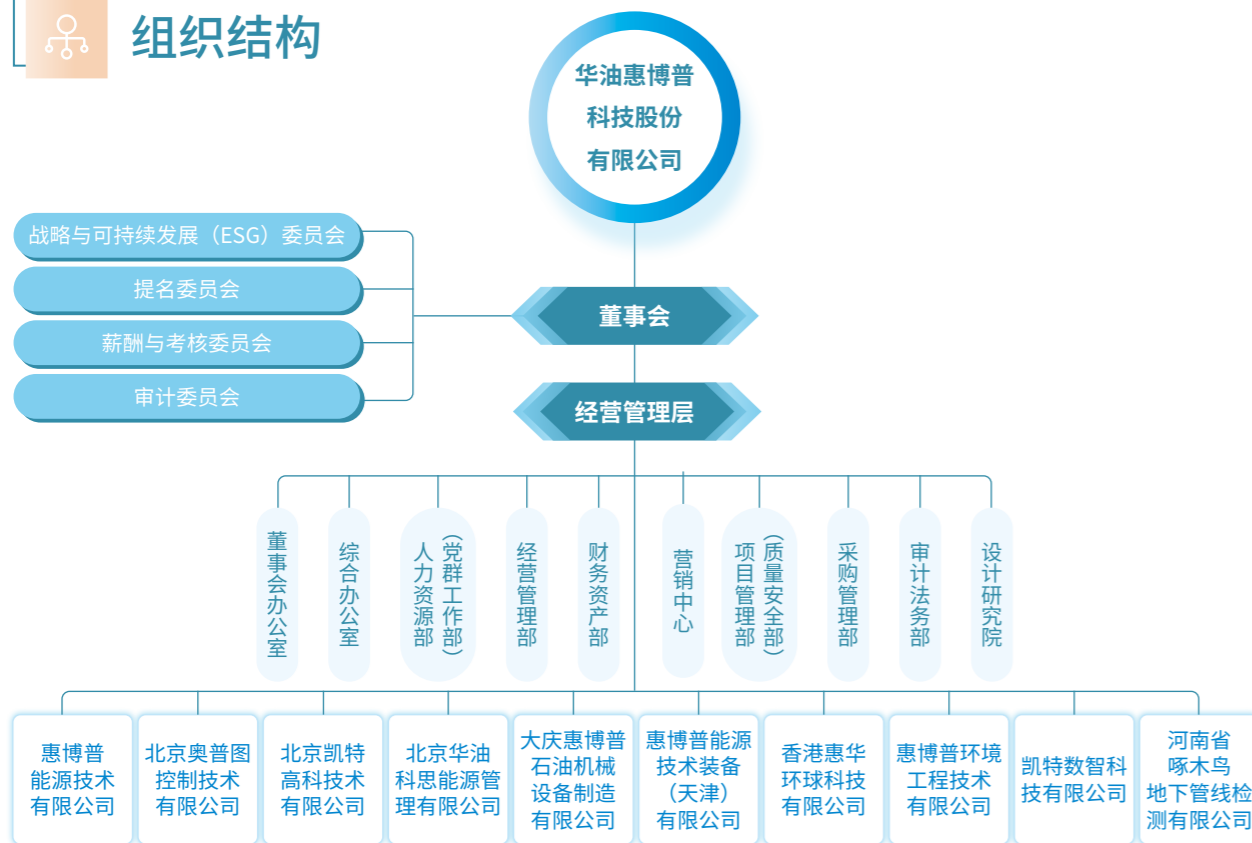 组织结构
华油惠博普
科技股份
有限公司
战略与可持续发展（ESG）委员会
提名委员会
薪酬与考核委员会
审计委员会
董事会
经营管理层
董事会办公室
综合办公室
人力资源部
（党群工作部）
经营管理部
财务资产部
营销中心
项目管理部
（质量安全部）
采购管理部
审计法务部
设计研究院
惠博普
能源技术
有限公司
北京奥普图
控制技术
有限公司
北京凯特
高科技术
有限公司
北京华油
科思能源管
理有限公司
大庆惠博普
石油机械
设备制造
有限公司
惠博普能源
技术装备
（天津）
有限公司
香港惠华
环球科技
有限公司
惠博普环境
工程技术
有限公司
凯特数智科
技有限公司
河南省
啄木鸟
地下管线检
测有限公司